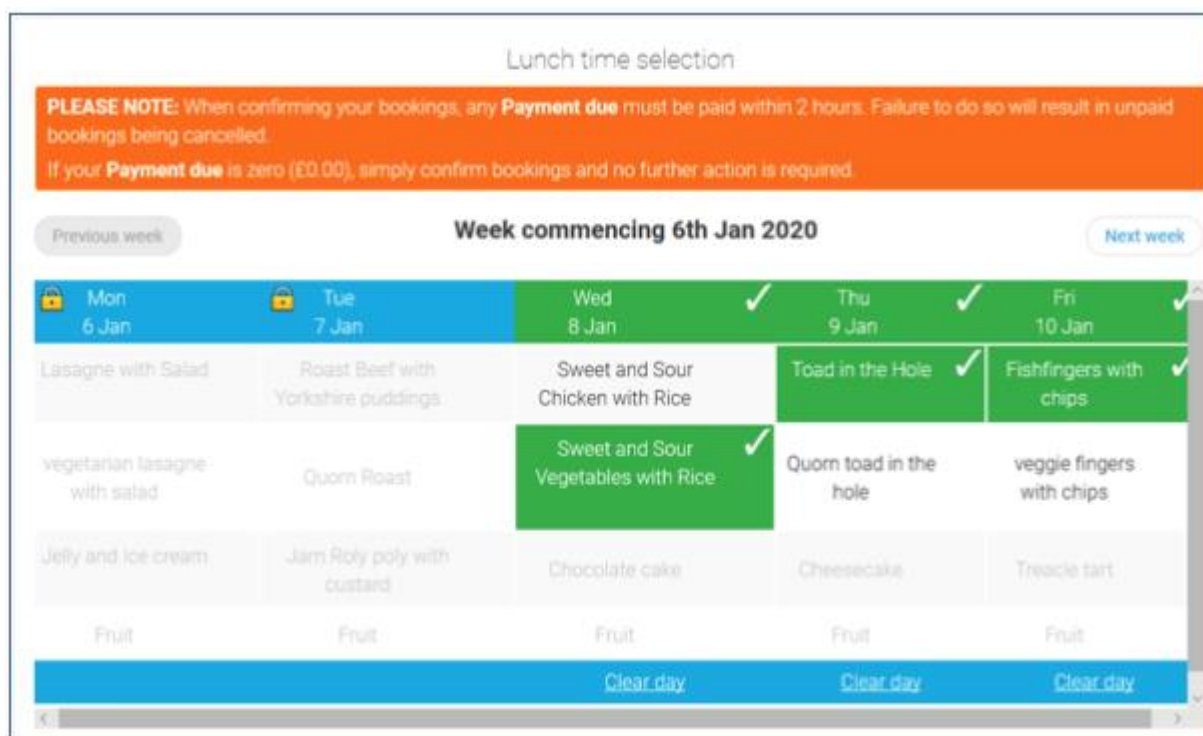 Lunch time selection
PLEASE NOTE: When confirming your bookings, any Payment due must be paid within 2 hours. Failure to do so will result in unpaid
bookings being cancelled.
If your Payment due is zero (£0.00), simply confirm bookings and no further action is required.
Previous week
Week commencing 6th Jan 2020
Next week
Mon
6 Jan
Tue
7 Jan
Wed
8 Jan
Thu
9 Jan
Fri
10 Jan
Lasagne with Salad
Roast Beef with
Yorkshire puddings
Sweet and Sour
Chicken with Rice
Toad in the Hole
Fishfingers with
chips
vegetarian lasagne
with salad
Quorn Roast
Sweet and Sour
Vegetables with Rice
Quorn toad in the
hole
veggie fingers
with chips
Jelly and Ice cream
Jam Roly poly with
custard
Chocolate cake
Cheesecake
Treacle tart
Fruit
Fruit
Fruit
Fruit
Fruit
Clear day
Clear day
Clear day